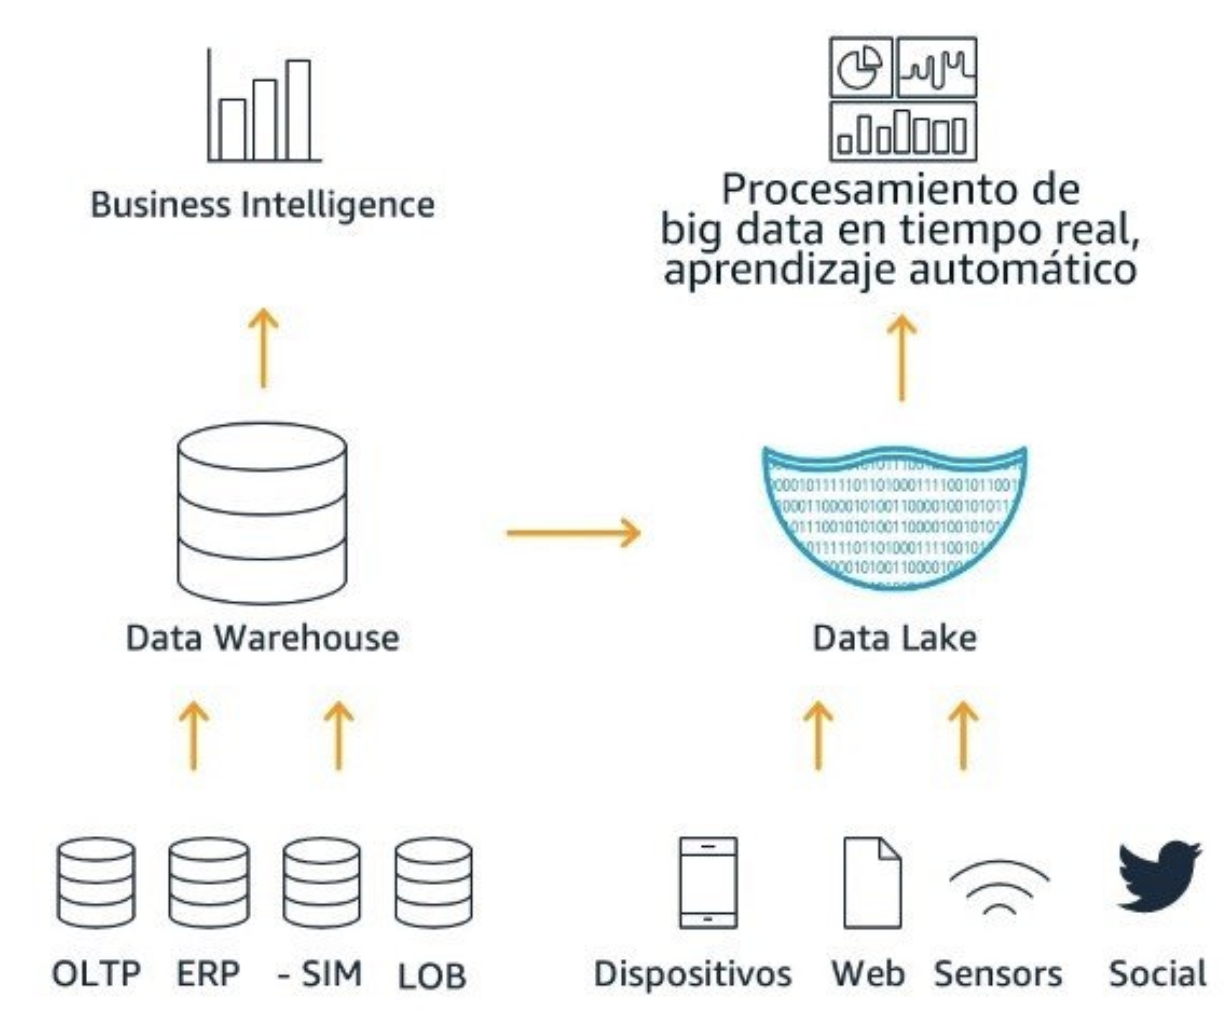 Business Intelligence
Procesamiento de
big data en tiempo real,
aprendizaje automático
Data Warehouse
Data Lake
OLTP ERP - SIM LOB
Dispositivos Web Sensors Social